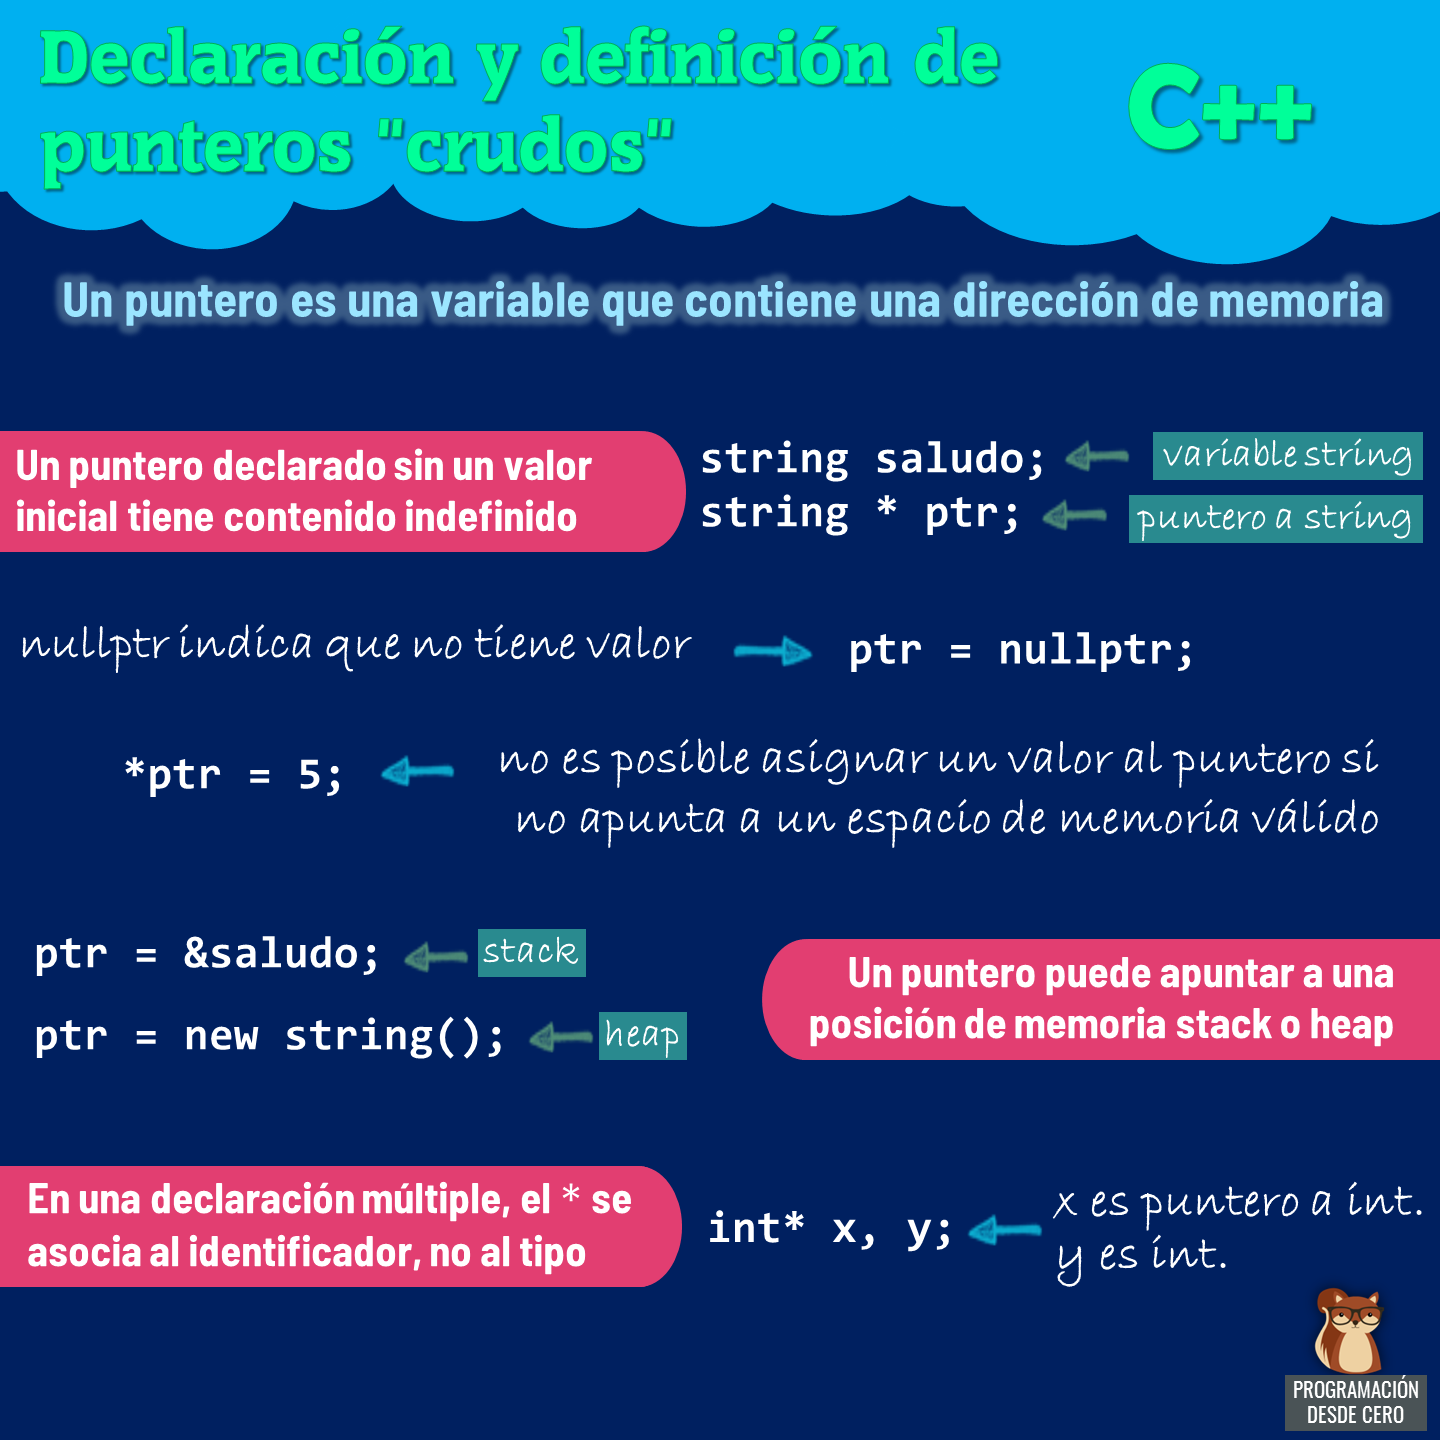 Declaración y definición de
punteros "crudos"
C++
Un puntero es una variable que contiene una dirección de memoria
Un puntero declarado sin un valor
inicial tiene contenido indefinido
string saludo;
variable string
string * ptr;
puntero a string
nullptr indica que no tiene valor
ptr = nullptr;
*ptr = 5;
no es posible asignar un valor al puntero si
no apunta a un espacio de memoria válido
ptr = &saludo;
stack
ptr = new string();
heap
Un puntero puede apuntar a una
posición de memoria stack o heap
En una declaración múltiple, el * se
asocia al identificador, no al tipo
int* x, y;
x es puntero a int.
y es int.
PROGRAMACIÓN
DESDE CERO